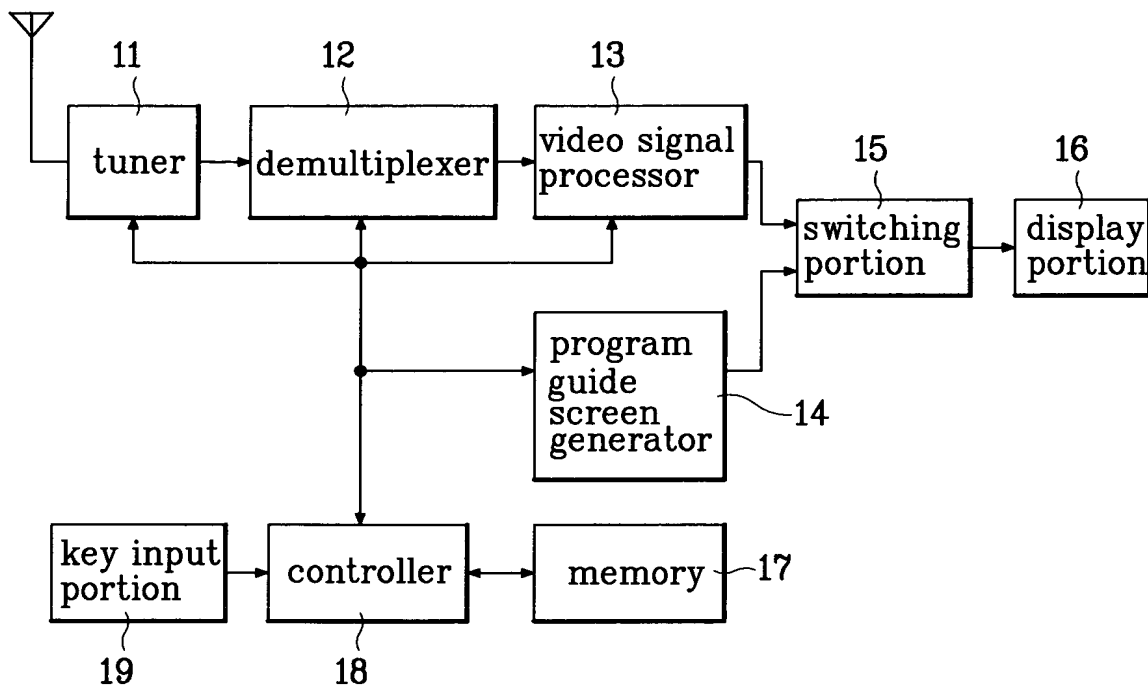 11
12
13
tuner
demultiplexer
video signal
processor
15
16
switching
portion
display
portion
program
guide
screen
generator
14
key input
portion
controller
memory
17
19
18